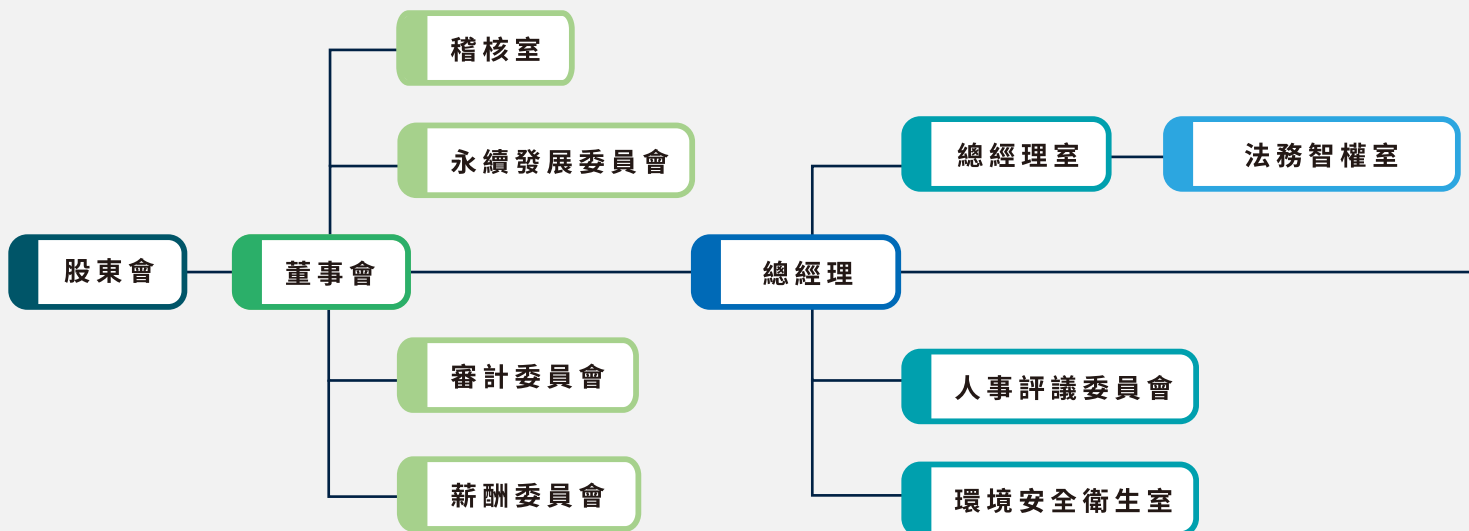 稽核室
永續發展委員會
總經理室
法務智權室
股東會
董事會
總經理
審計委員會
人事評議委員會
薪酬委員會
環境安全衛生室